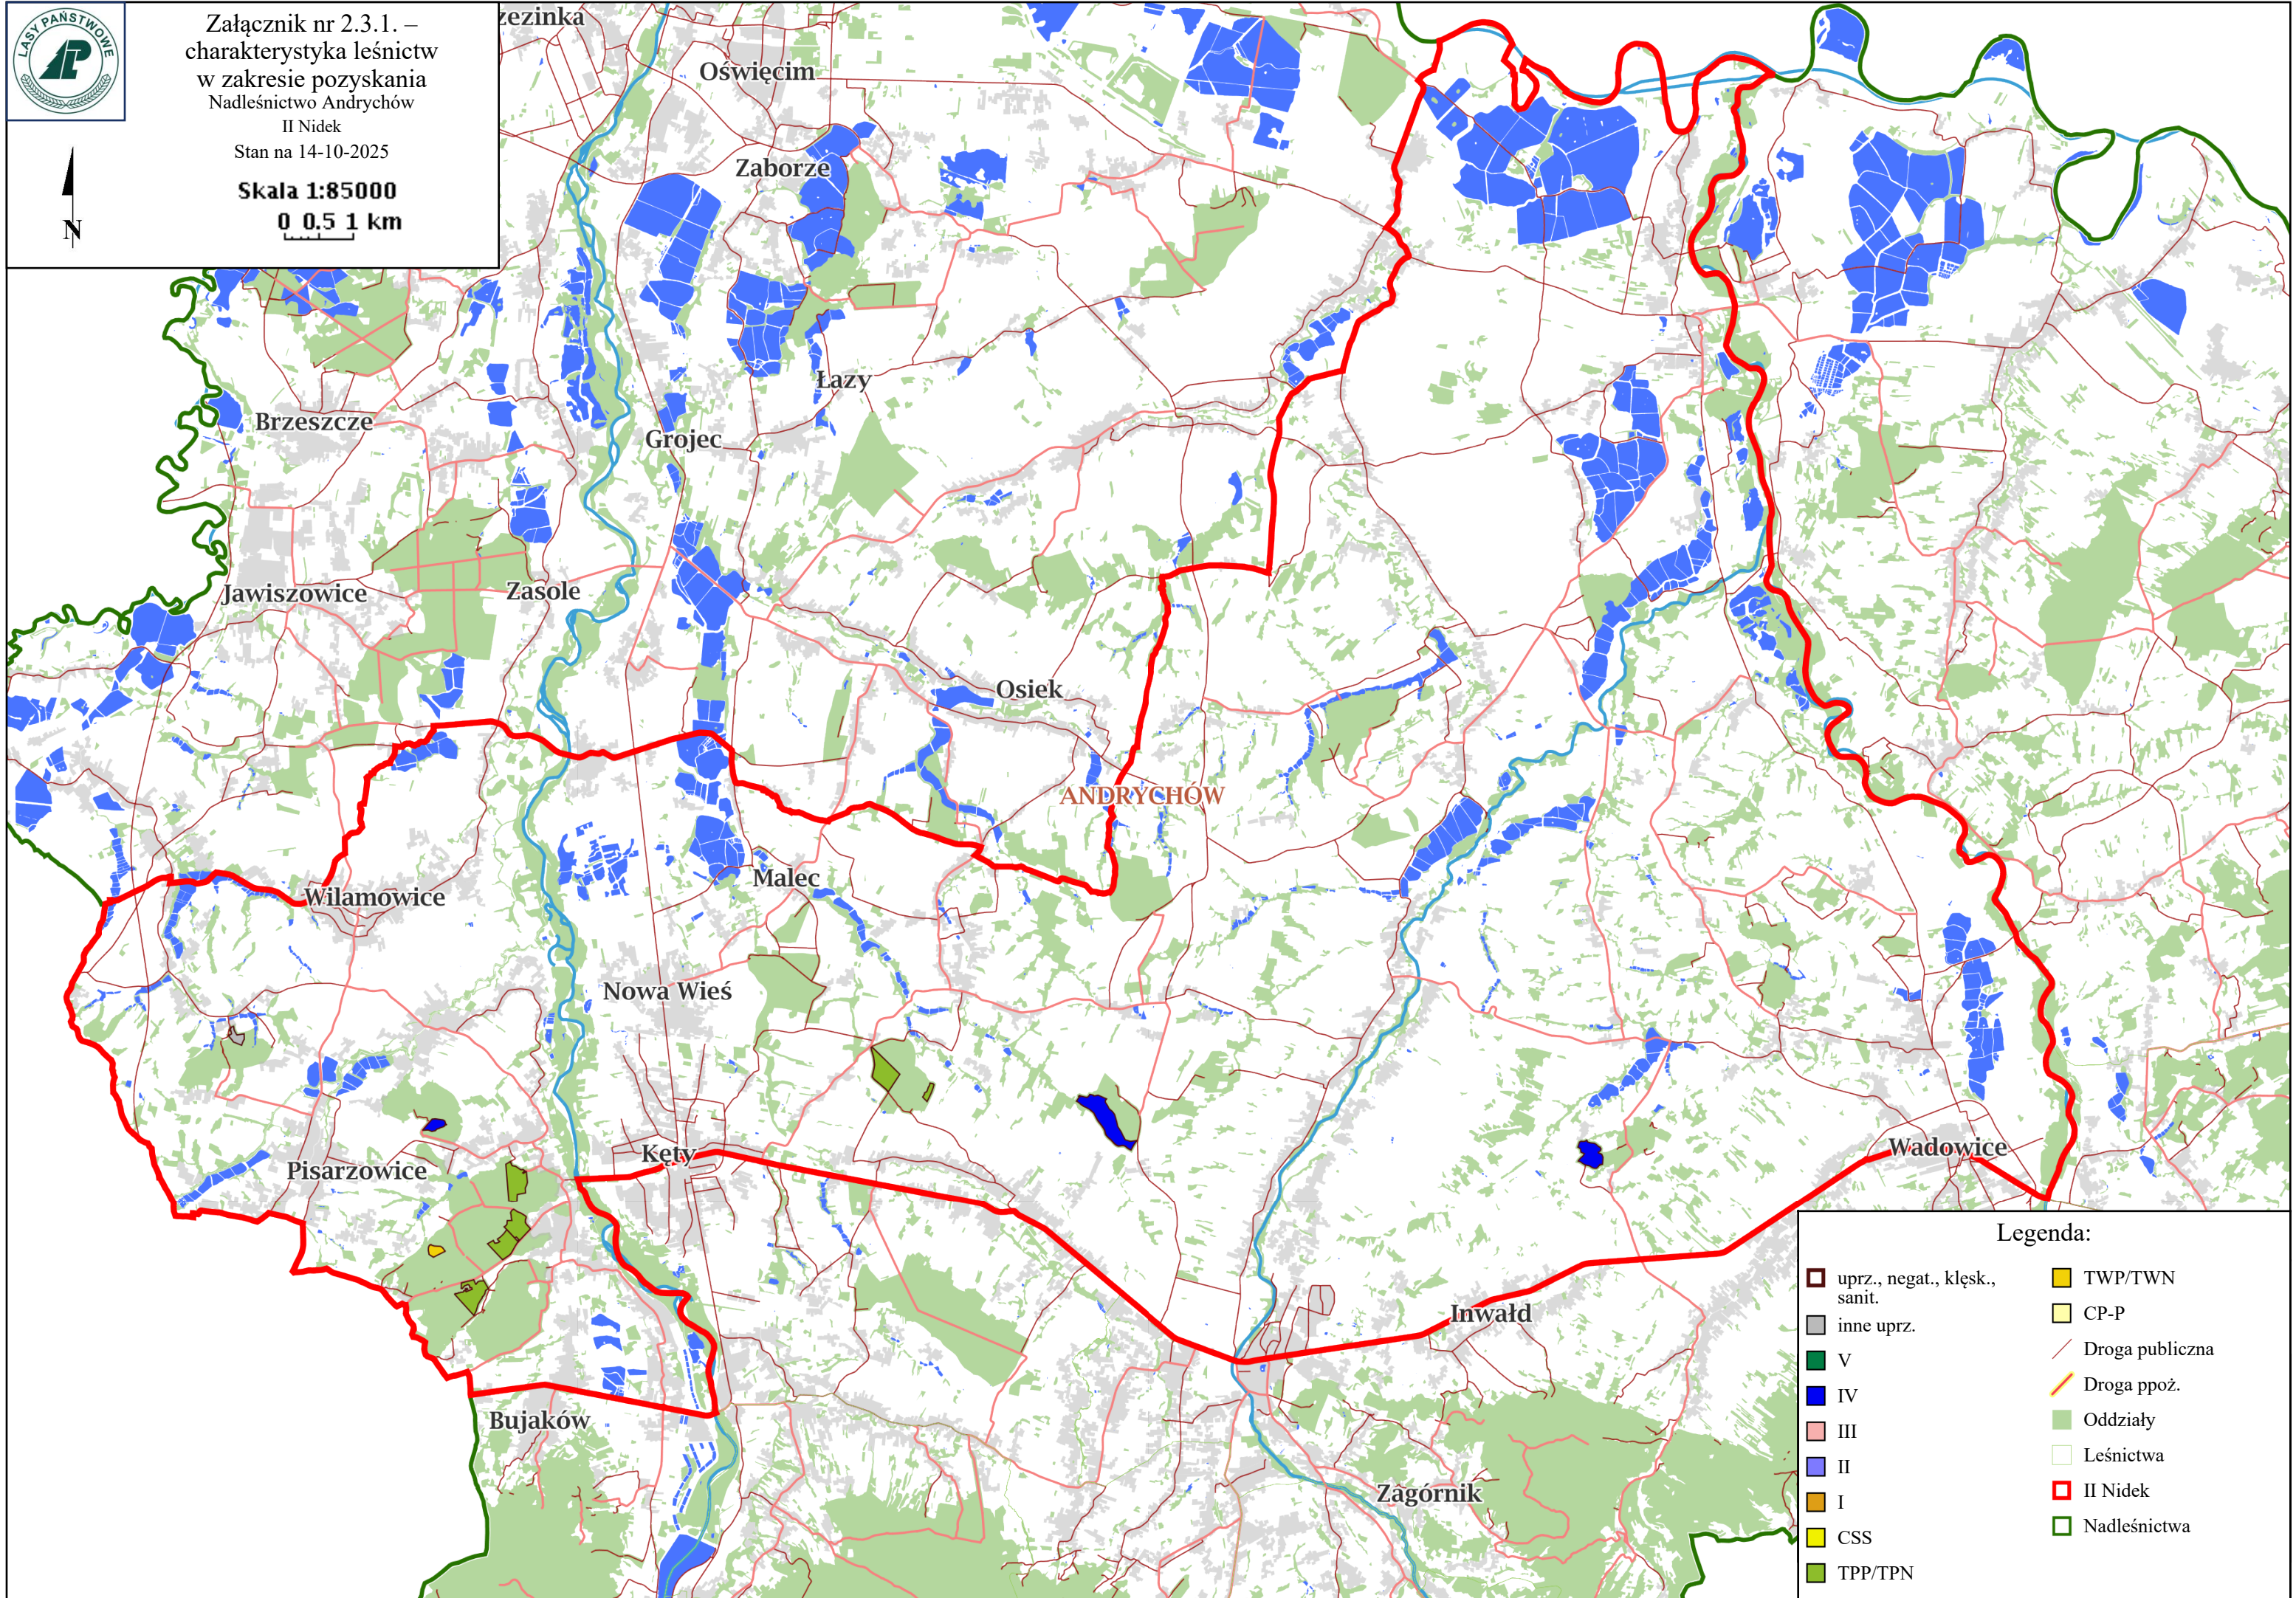 LASY PAŃSTWOWE
Załącznik nr 2.3.1. –
charakterystyka leśnictw
w zakresie pozyskania
Nadleśnictwo Andrychów
II Nidek
Stan na 14-10-2025
Skala 1:85000
0 0.5 1 km
N
zezinka
Oświęcim
Zaborze
Łazy
Brzeszcze
Grojec
Jawiszowice
Zasole
Osiek
ANDRYCHÓW
Malec
Wilamowice
Nowa Wieś
Kęty
Wadowice
Pisarzowice
Inwałd
Bujaków
Zagórnik
Legenda:
uprz., negat., klęsk.,
sanit.
inne uprz.
V
IV
III
II
I
CSS
TPP/TPN
TWP/TWN
CP-P
Droga publiczna
Droga ppoż.
Oddziały
Leśnictwa
II Nidek
Nadleśnictwa